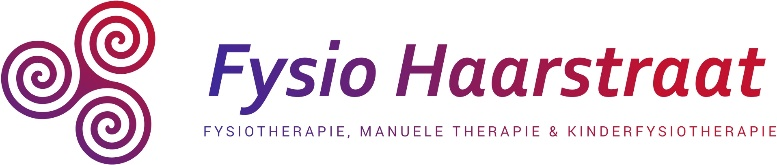 Fysio Haarstraat
FYSIOTHERAPIE, MANUELE THERAPIE & KINDERFYSIOTHERAPIE